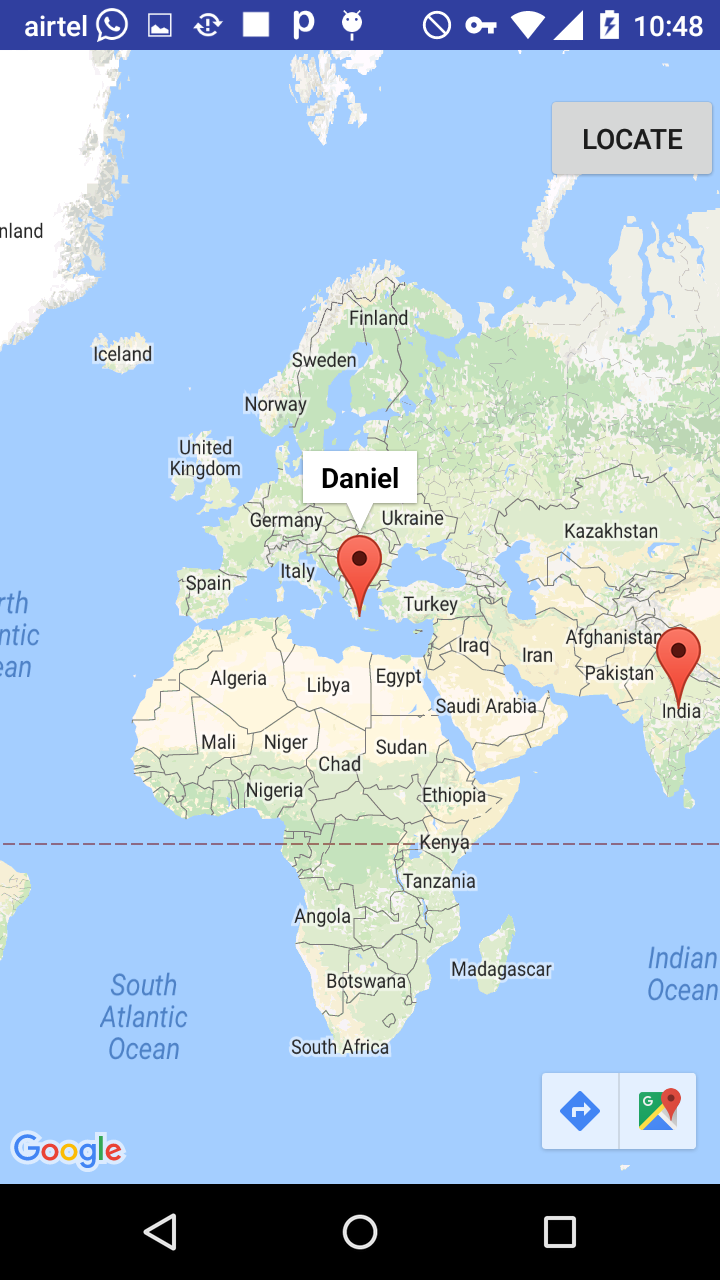 airtel 10:48
LOCATE
nland
Finland
Iceland
Sweden
Norway
United
Kingdom
Daniel
Germany
Ukraine
Kazakhstan
Italy
Spain
Turkey
rth
ntic
ean
Iraq
Afghanistan
Iran
Algeria
Libya
Egypt
Pakistan
Saudi Arabia
India
Mali
Niger
Sudan
Chad
Nigeria
Ethiopia
Kenya
Tanzania
Angola
Madagascar
Indian
Ocean
Botswana
South
Atlantic
Ocean
South Africa
G
Google